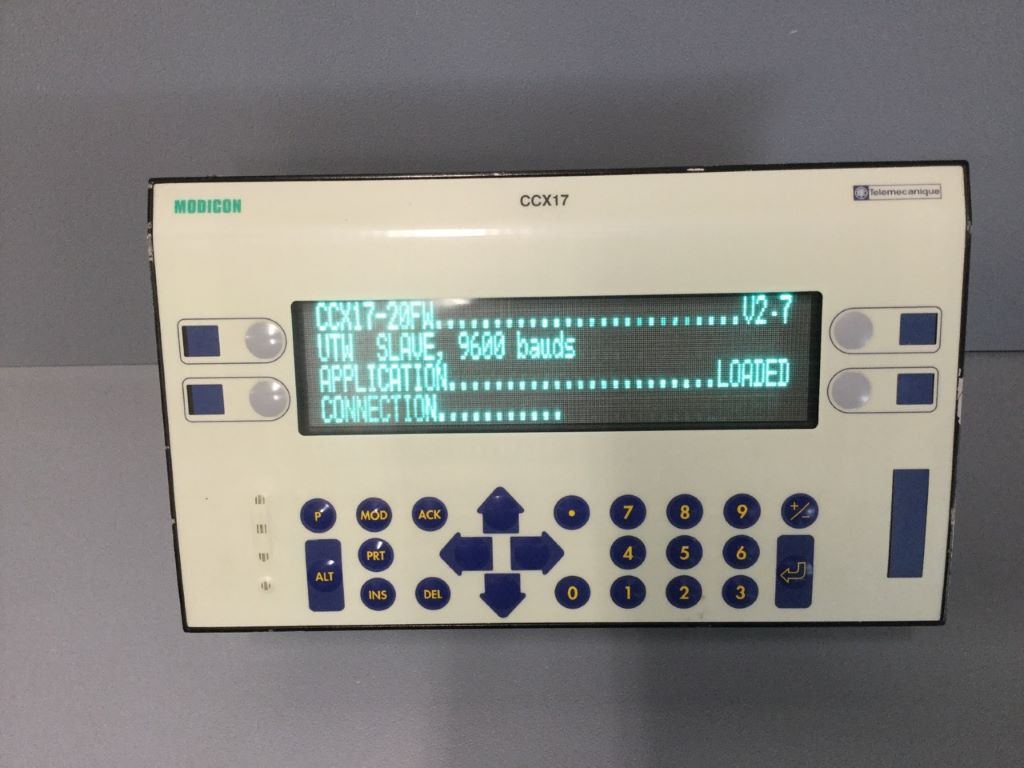 MODICON
CCX17
Telemecanique
CCX17-20FW..........................V2.7
UTW SLAVE, 9600 bauds
APPLICATION.......................LOADED
CONNECTION...........
P MOD ACK • 7 8 9 +/-
ALT PRT 4 5 6
INS DEL 0 1 2 3